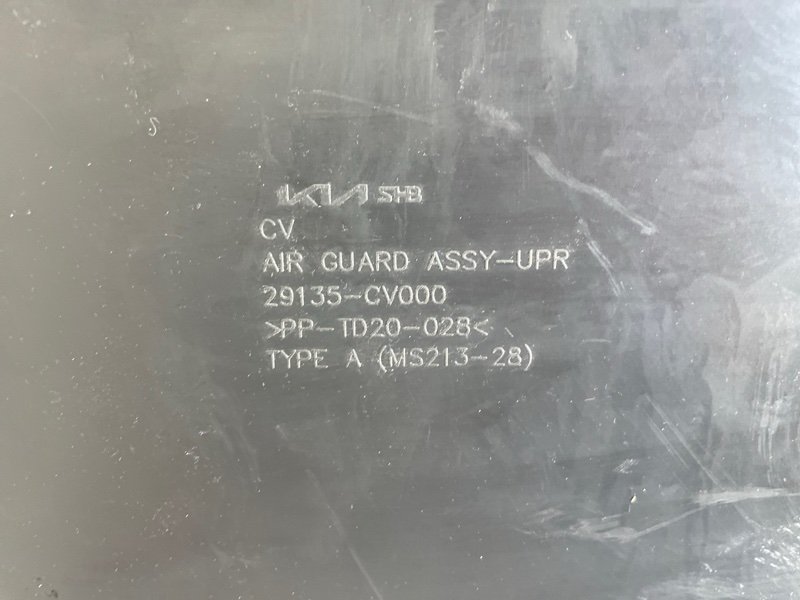 KIA SHB
CV
AIR GUARD ASSY-UPR
29135-CV000
>PP-TD20-028<
TYPE A (MS213-28)